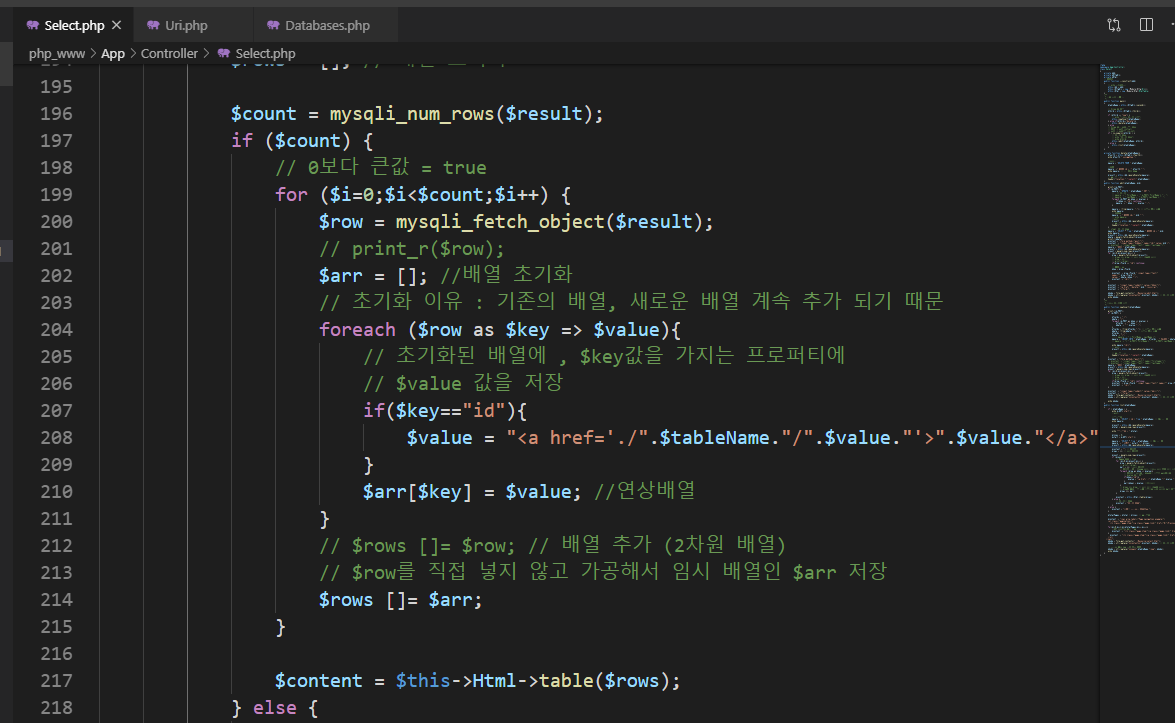 Select.php ×
Uri.php
Databases.php
php_www > App > Controller > Select.php
195
196 $count = mysqli_num_rows($result);
197 if ($count) {
198 // 0보다 큰값 = true
199 for ($i=0;$i<$count;$i++) {
200 $row = mysqli_fetch_object($result);
201 // print_r($row);
202 $arr = []; //배열 초기화
203 // 초기화 이유 : 기존의 배열, 새로운 배열 계속 추가 되기 때문
204 foreach ($row as $key => $value){
205 // 초기화된 배열에 , $key값을 가지는 프로퍼티에
206 // $value 값을 저장
207 if($key=="id"){
208 $value = "<a href='./".$tableName."/".$value."'>".$value."</a>"
209 }
210 $arr[$key] = $value; //연상배열
211 }
212 // $rows []= $row; // 배열 추가 (2차원 배열)
213 // $row를 직접 넣지 않고 가공해서 임시 배열인 $arr 저장
214 $rows []= $arr;
215 }
216
217 $content = $this->Html->table($rows);
218 } else {